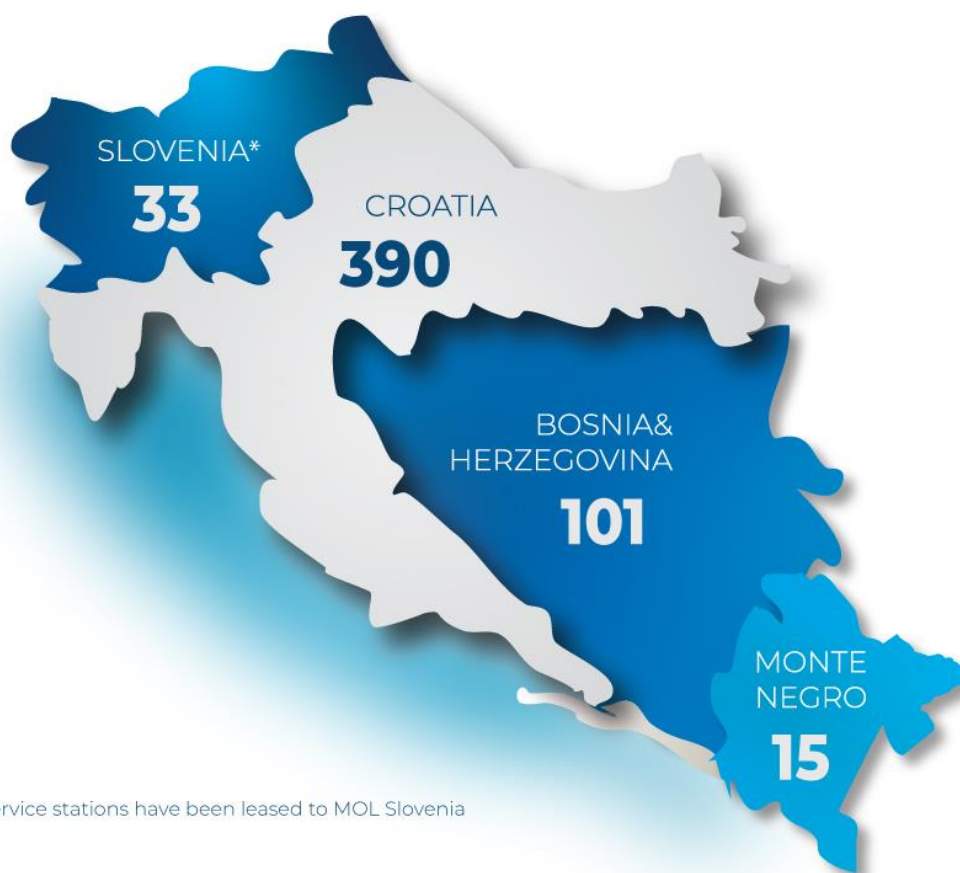 SLOVENIA*
33
CROATIA
390
BOSNIA&
HERZEGOVINA
101
MONTE
NEGRO
15
ervice stations have been leased to MOL Slovenia